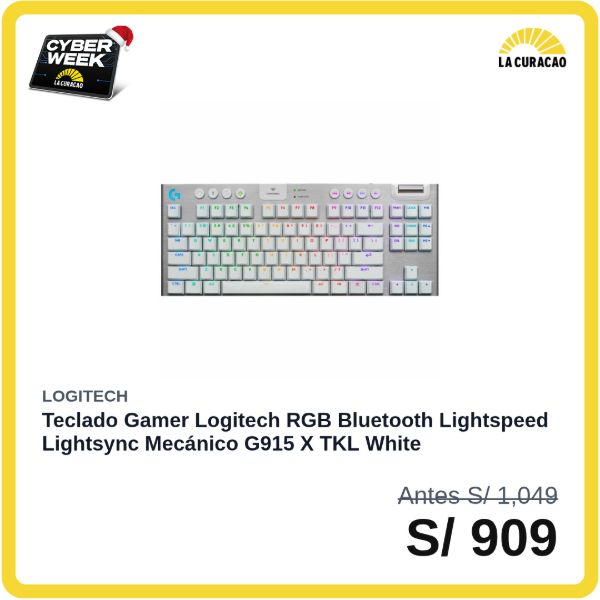 CYBER
WEEK
LA CURACAO
LA CURACAO
LOGITECH
Teclado Gamer Logitech RGB Bluetooth Lightspeed
Lightsync Mecánico G915 X TKL White
Antes S/ 1,049
S/ 909